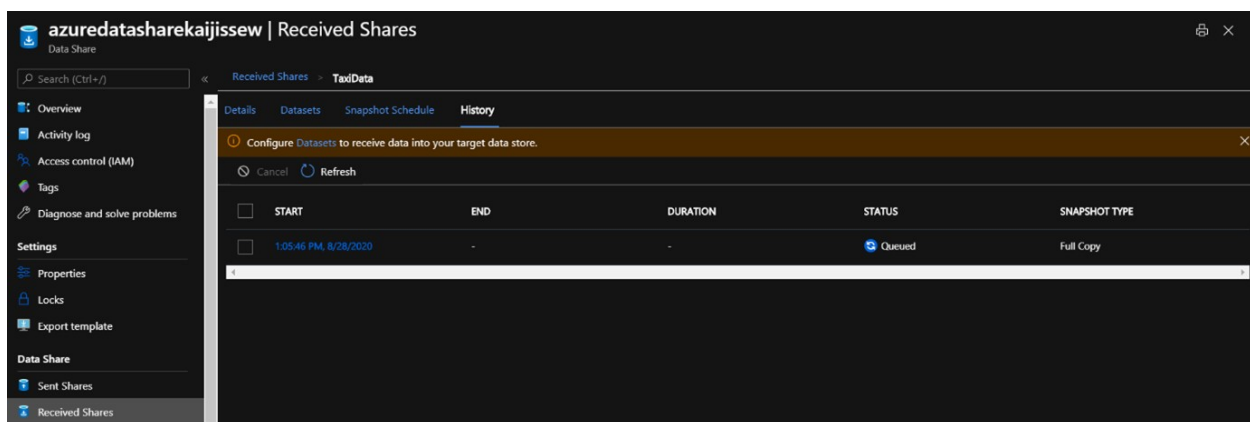 azuredatasharekaijissew | Received Shares
Data Share
Search (Ctrl+/)
«
Overview
Activity log
Access control (IAM)
Tags
Diagnose and solve problems
Settings
Properties
Locks
Export template
Data Share
Sent Shares
Received Shares
Received Shares > TaxiData
Details Datasets Snapshot Schedule History
Configure Datasets to receive data into your target data store.
Cancel Refresh
START END DURATION STATUS SNAPSHOT TYPE
1:05:46 PM, 8/28/2020 - - Queued Full Copy